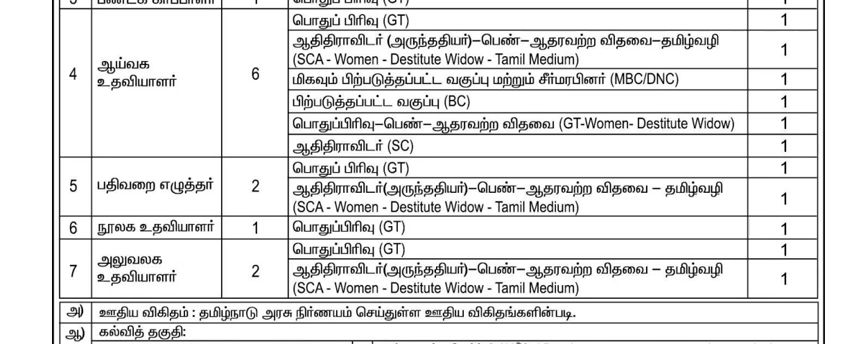 பொதுப் பிரிவு (GT) 1
4 ஆய்வக உதவியாளர் 6 பொதுப் பிரிவு (GT) 1
ஆதிதிராவிடர் (அருந்ததியர்)–பெண்–ஆதரவற்ற விதவை–தமிழ்வழி
(SCA - Women - Destitute Widow - Tamil Medium) 1
மிகவும் பிற்படுத்தப்பட்ட வகுப்பு மற்றும் சீர்மரபினர் (MBC/DNC) 1
பிற்படுத்தப்பட்ட வகுப்பு (BC) 1
பொதுப்பிரிவு–பெண்–ஆதரவற்ற விதவை (GT-Women- Destitute Widow) 1
ஆதிதிராவிடர் (SC) 1
5 பதிவறை எழுத்தர் 2 பொதுப் பிரிவு (GT) 1
ஆதிதிராவிடர்(அருந்ததியர்)–பெண்–ஆதரவற்ற விதவை – தமிழ்வழி
(SCA - Women - Destitute Widow - Tamil Medium) 1
6 நூலக உதவியாளர் 1 பொதுப்பிரிவு (GT) 1
7 அலுவலக உதவியாளர் 2 பொதுப்பிரிவு (GT) 1
ஆதிதிராவிடர்(அருந்ததியர்)–பெண்–ஆதரவற்ற விதவை – தமிழ்வழி
(SCA - Women - Destitute Widow - Tamil Medium) 1
அ) ஊதிய விகிதம் : தமிழ்நாடு அரசு நிர்ணயம் செய்துள்ள ஊதிய விகிதங்களின்படி.
ஆ) கல்வித் தகுதி: